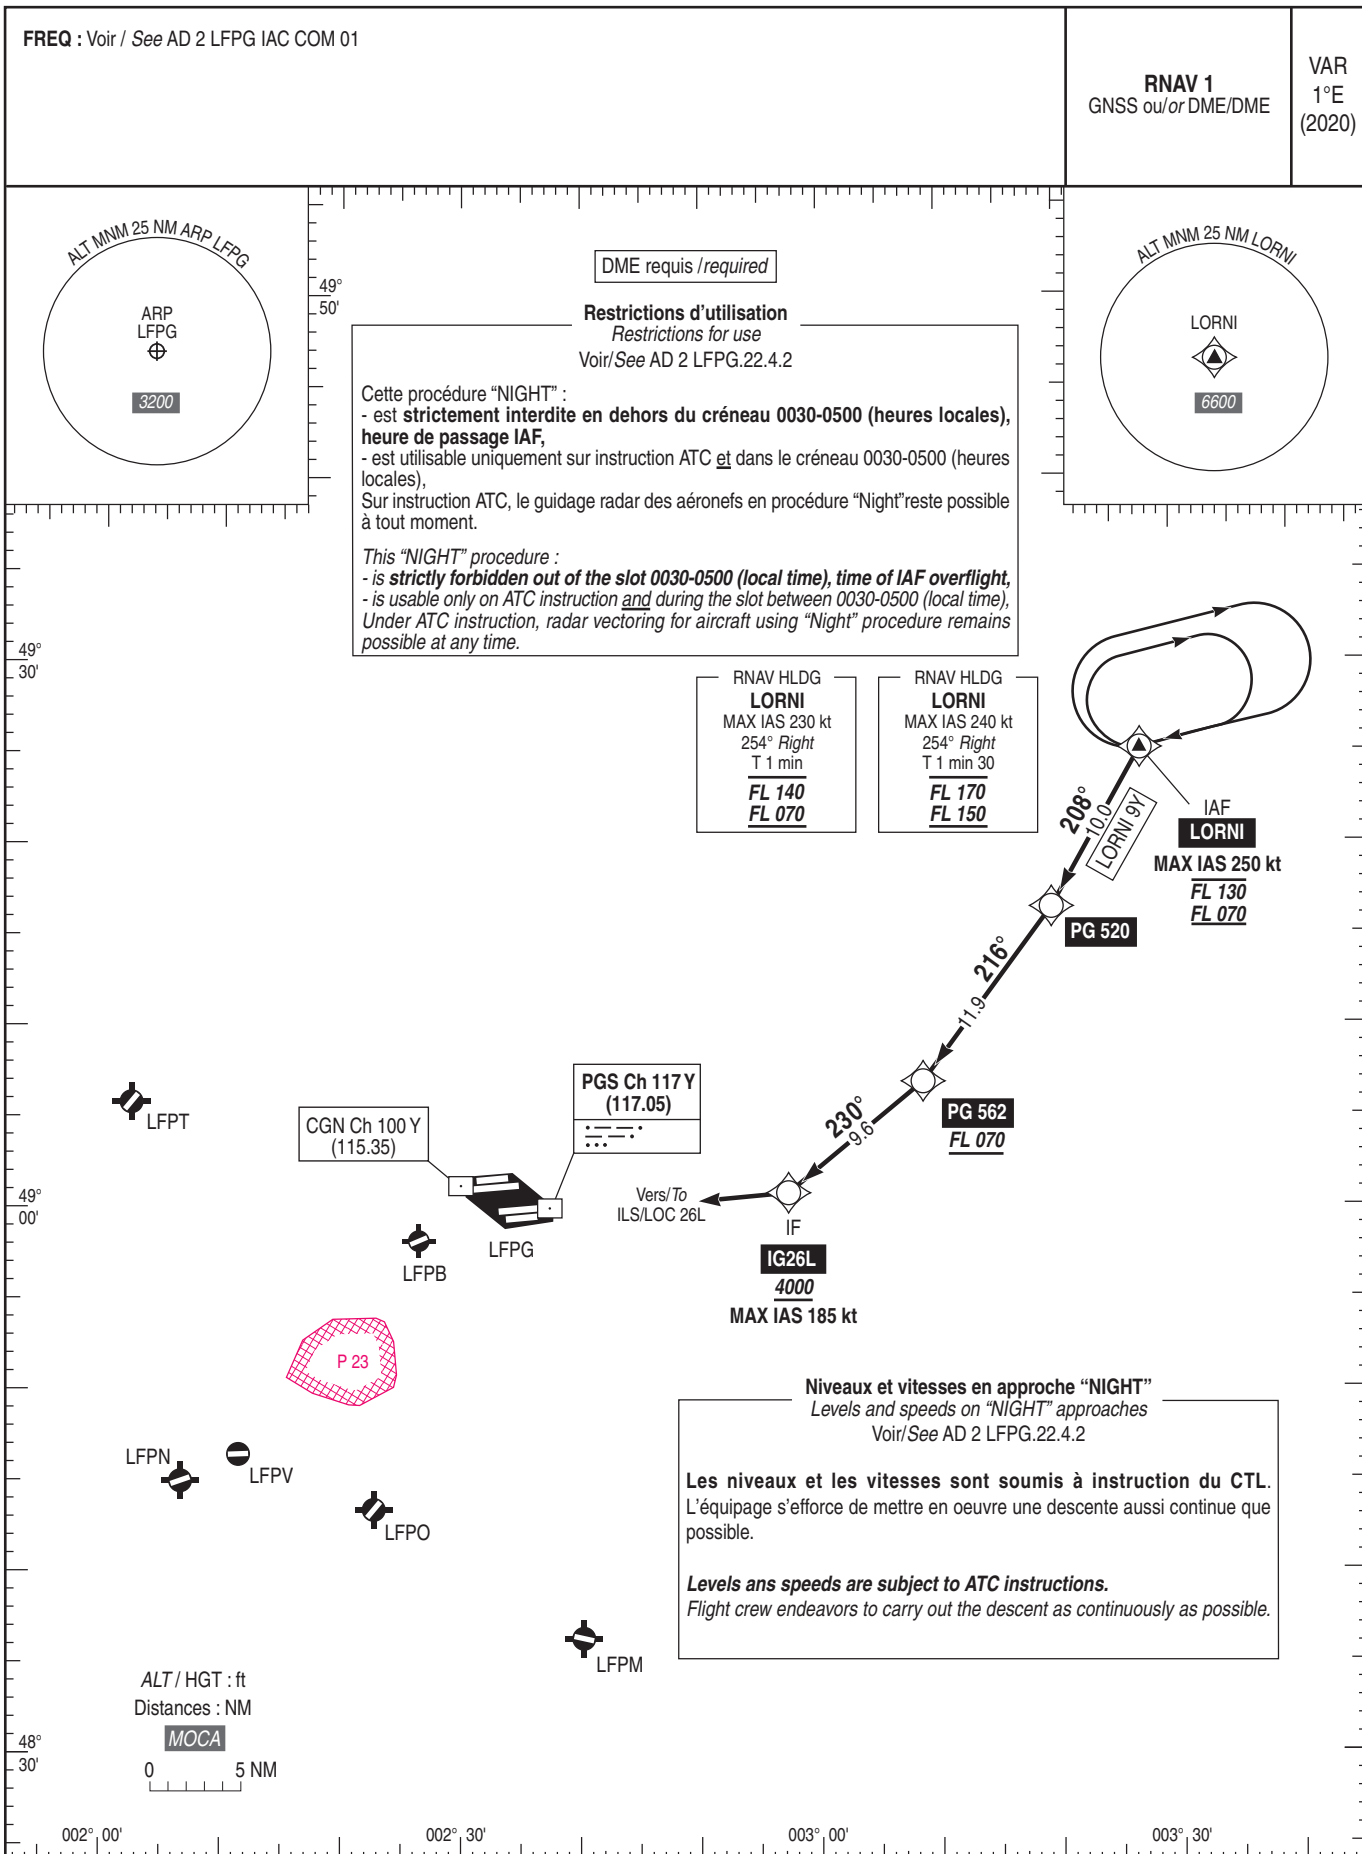 FREQ : Voir / See AD 2 LFPG IAC COM 01
RNAV 1
GNSS ou/or DME/DME
VAR
1°E
(2020)
ALT MNM 25 NM ARP LFPG
ARP
LFPG
3200
49°
50'
DME requis /required
Restrictions d'utilisation
Restrictions for use
Voir/See AD 2 LFPG.22.4.2
Cette procédure “NIGHT” :
- est strictement interdite en dehors du créneau 0030-0500 (heures locales),
heure de passage IAF,
- est utilisable uniquement sur instruction ATC et dans le créneau 0030-0500 (heures
locales),
Sur instruction ATC, le guidage radar des aéronefs en procédure “Night”reste possible
à tout moment.
This “NIGHT” procedure :
- is strictly forbidden out of the slot 0030-0500 (local time), time of IAF overflight,
- is usable only on ATC instruction and during the slot between 0030-0500 (local time),
Under ATC instruction, radar vectoring for aircraft using “Night” procedure remains
possible at any time.
ALT MNM 25 NM LORNI
LORNI
6600
49°
30'
RNAV HLDG
LORNI
MAX IAS 230 kt
254° Right
T 1 min
FL 140
FL 070
RNAV HLDG
LORNI
MAX IAS 240 kt
254° Right
T 1 min 30
FL 170
FL 150
208°
10.0
LORNI 9Y
IAF
LORNI
MAX IAS 250 kt
FL 130
FL 070
PG 520
216°
11.9
PG 562
FL 070
230°
9.6
LFPT
CGN Ch 100 Y
(115.35)
PGS Ch 117 Y
(117.05)
49°
00'
Vers/To
ILS/LOC 26L
IF
IG26L
4000
MAX IAS 185 kt
LFPG
LFPB
P 23
LFPN
LFPV
LFPO
LFPM
Niveaux et vitesses en approche “NIGHT”
Levels and speeds on “NIGHT” approaches
Voir/See AD 2 LFPG.22.4.2
Les niveaux et les vitesses sont soumis à instruction du CTL.
L'équipage s'efforce de mettre en oeuvre une descente aussi continue que
possible.
Levels ans speeds are subject to ATC instructions.
Flight crew endeavors to carry out the descent as continuously as possible.
ALT / HGT : ft
Distances : NM
MOCA
0 5 NM
48°
30'
002° 00'
002° 30'
003° 00'
003° 30'